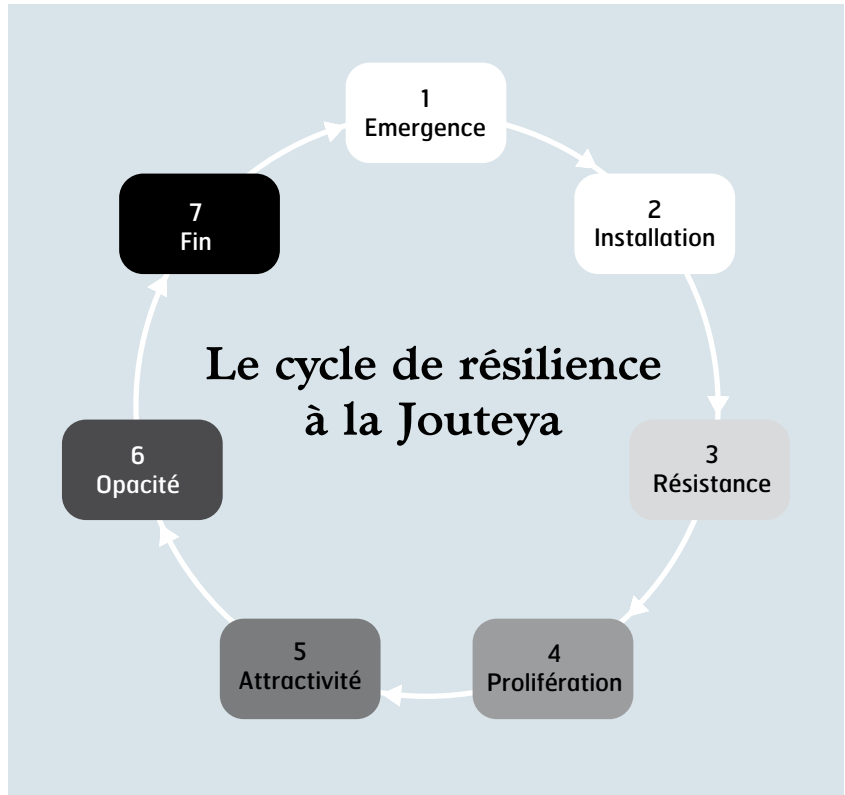 1
Emergence
2
Installation
3
Résistance
4
Prolifération
5
Attractivité
6
Opacité
7
Fin
Le cycle de résilience
à la Jouteya